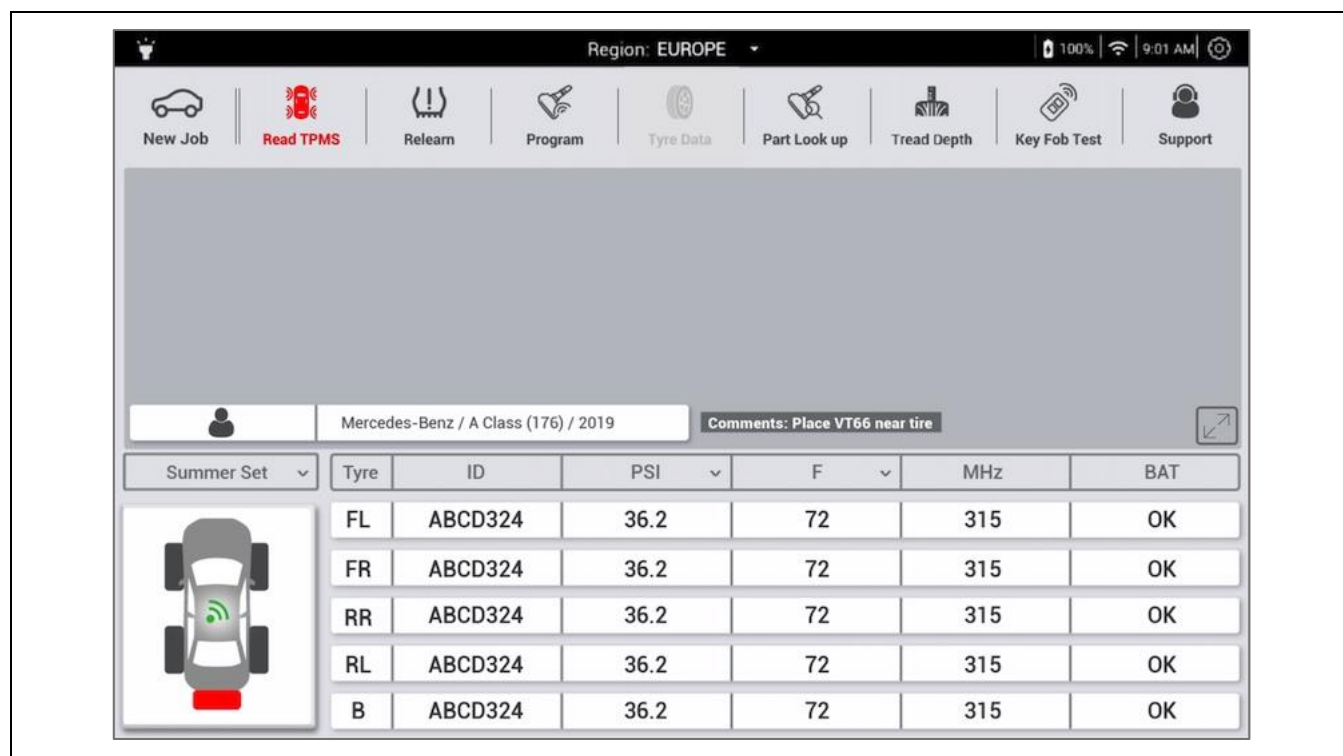 Region: EUROPE 100% 9:01 AM
New Job Read TPMS Relearn Program Tyre Data Part Look up Tread Depth Key Fob Test Support
Mercedes-Benz / A Class (176) / 2019 Comments: Place VT66 near tire
Summer Set Tyre ID PSI F MHz BAT
FL ABCD324 36.2 72 315 OK
FR ABCD324 36.2 72 315 OK
RR ABCD324 36.2 72 315 OK
RL ABCD324 36.2 72 315 OK
B ABCD324 36.2 72 315 OK